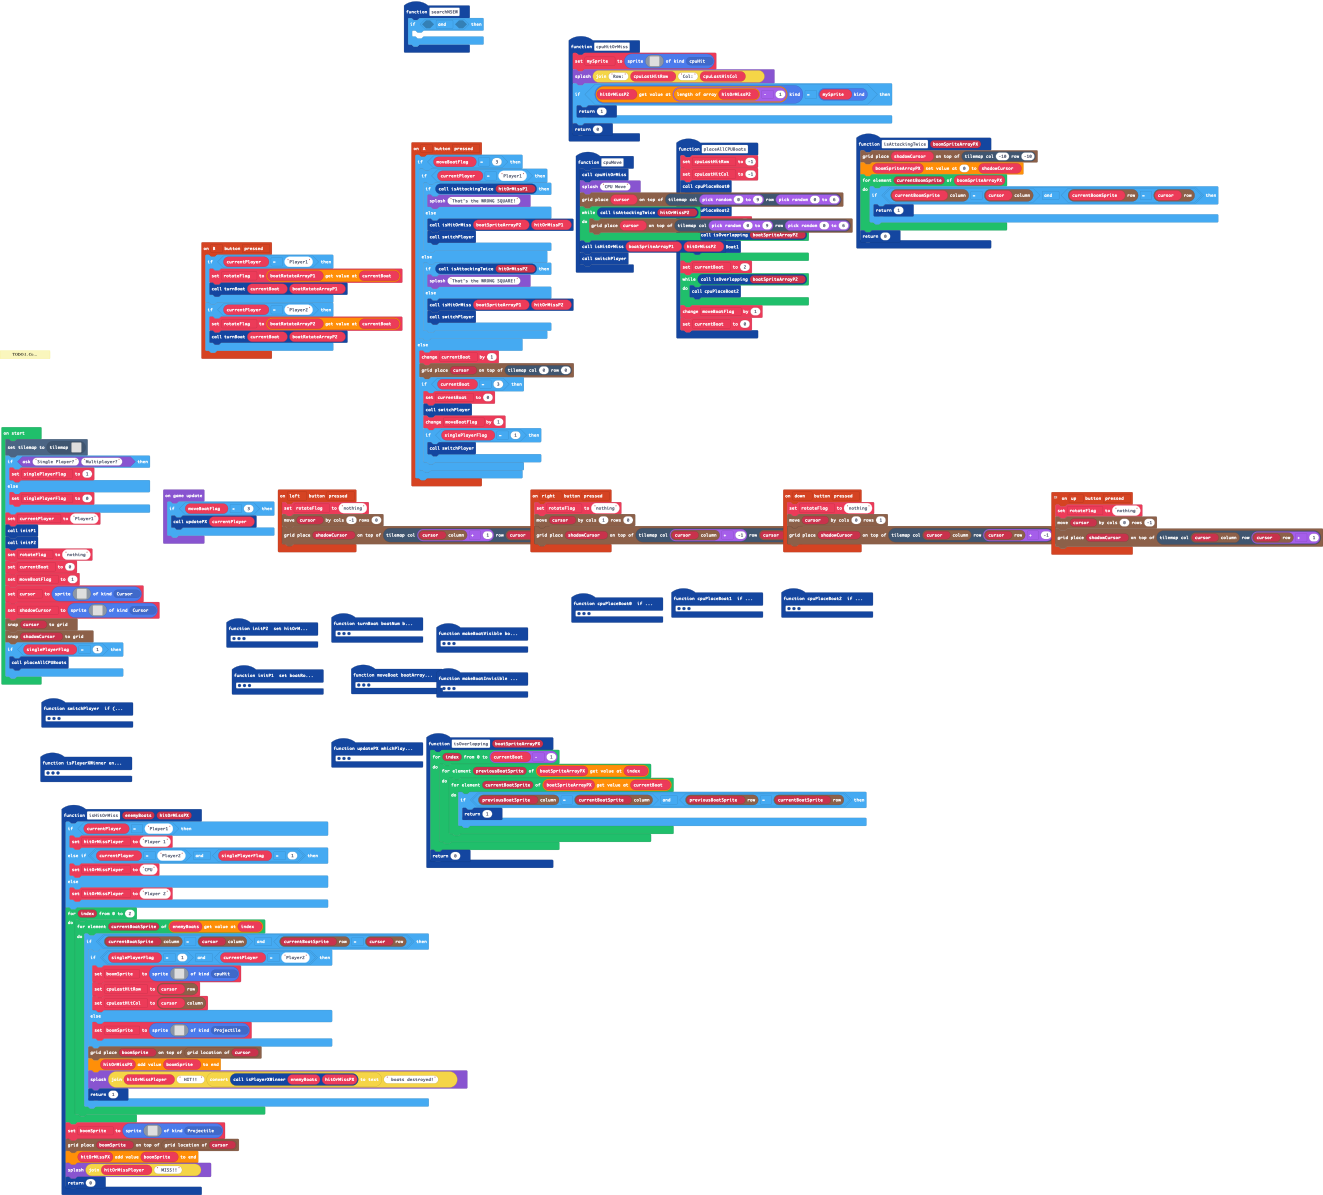 function searchNSEW
if and then
function cpuHitOrMiss
set mySprite to sprite of kind cpuHit
splash join Row: cpuLastHitRow Col: cpuLastHitCol
if hitOrMissP2 get value at length of array hitOrMissP2 - 1 kind = mySprite kind then
return 1
return 0
function cpuMove
call cpuHitOrMiss
splash CPU Move
grid place cursor on top of tilemap col pick random 0 to 9 row pick random 0 to 6
while call isAttackingTwice hitOrMissP2
do grid place cursor on top of tilemap col pick random 0 to 9 row pick random 0 to 6
call isHitOrMiss boatSpriteArrayP1 hitOrMissP2
call switchPlayer
function placeAllCPUBoats
set cpuLastHitRow to -1
set cpuLastHitCol to -1
call cpuPlaceBoat0
call isOverlapping boatSpriteArrayP2
set currentBoat to 2
while call isOverlapping boatSpriteArrayP2
do call cpuPlaceBoat2
change moveBoatFlag by 1
set currentBoat to 0
function isAttackingTwice boomSpriteArrayPX
grid place shadowCursor on top of tilemap col -10 row -10
boomSpriteArrayPX set value at 0 to shadowCursor
for element currentBoomSprite of boomSpriteArrayPX
do if currentBoomSprite column = cursor column and currentBoomSprite row = cursor row then
return 1
return 0
on A button pressed
if moveBoatFlag = 3 then
if currentPlayer = Player1 then
if call isAttackingTwice hitOrMissP1 then
splash That's the WRONG SQUARE!
else
call isHitOrMiss boatSpriteArrayP2 hitOrMissP1
call switchPlayer
else
if call isAttackingTwice hitOrMissP2 then
splash That's the WRONG SQUARE!
else
call isHitOrMiss boatSpriteArrayP1 hitOrMissP2
call switchPlayer
else
change currentBoat by 1
grid place cursor on top of tilemap col 0 row 0
if currentBoat = 3 then
set currentBoat to 0
call switchPlayer
change moveBoatFlag by 1
if singlePlayerFlag = 1 then
call switchPlayer
on B button pressed
if currentPlayer = Player1 then
set rotateFlag to boatRotateArrayP1 get value at currentBoat
call turnBoat currentBoat boatRotateArrayP1
if currentPlayer = Player2 then
set rotateFlag to boatRotateArrayP2 get value at currentBoat
call turnBoat currentBoat boatRotateArrayP2
on start
set tilemap to tilemap
if ask Single Player? Multiplayer? then
set singlePlayerFlag to 1
else
set singlePlayerFlag to 0
set currentPlayer to Player1
call initP1
call initP2
set rotateFlag to nothing
set currentBoat to 0
set moveBoatFlag to 1
set cursor to sprite of kind Cursor
set shadowCursor to sprite of kind Cursor
snap cursor to grid
snap shadowCursor to grid
if singlePlayerFlag = 1 then
call placeAllCPUBoats
on game update
if moveBoatFlag = 3 then
call updatePX currentPlayer
on left button pressed
set rotateFlag to nothing
move cursor by cols -1 rows 0
grid place shadowCursor on top of tilemap col cursor column + 1 row cursor
on right button pressed
set rotateFlag to nothing
move cursor by cols 1 rows 0
grid place shadowCursor on top of tilemap col cursor column + -1 row cursor
on down button pressed
set rotateFlag to nothing
move cursor by cols 0 rows 1
grid place shadowCursor on top of tilemap col cursor column row cursor row + -1
on up button pressed
set rotateFlag to nothing
move cursor by cols 0 rows -1
grid place shadowCursor on top of tilemap col cursor column row cursor row + 1
function cpuPlaceBoat0 if ...
function cpuPlaceBoat1 if ...
function cpuPlaceBoat2 if ...
function initP2 set hitOrM...
function turnBoat boatNum b...
function makeBoatVisible bo...
function initP1 set boatRo...
function moveBoat boatArray...
function makeBoatInvisible ...
function switchPlayer if (...
function isPlayerXWinner en...
function updatePX whichPlay...
function isOverlapping boatSpriteArrayPX
for index from 0 to currentBoat - 1
do for element previousBoatSprite of boatSpriteArrayPX get value at index
do for element currentBoatSprite of boatSpriteArrayPX get value at currentBoat
do if previousBoatSprite column = currentBoatSprite column and previousBoatSprite row = currentBoatSprite row then
return 1
return 0
function isHitOrMiss enemyBoats hitOrMissPX
if currentPlayer = Player1 then
set hitOrMissPlayer to Player 1
else if currentPlayer = Player2 and singlePlayerFlag = 1 then
set hitOrMissPlayer to CPU
else
set hitOrMissPlayer to Player 2
for index from 0 to 2
do for element currentBoatSprite of enemyBoats get value at index
do if currentBoatSprite column = cursor column and currentBoatSprite row = cursor row then
if singlePlayerFlag = 1 and currentPlayer = Player2 then
set boomSprite to sprite of kind cpuHit
set cpuLastHitRow to cursor row
set cpuLastHitCol to cursor column
else
set boomSprite to sprite of kind Projectile
grid place boomSprite on top of grid location of cursor
hitOrMissPX add value boomSprite to end
splash join hitOrMissPlayer HIT!! convert call isPlayerXWinner enemyBoats hitOrMissPX to text boats destroyed!
return 1
set boomSprite to sprite of kind Projectile
grid place boomSprite on top of grid location of cursor
hitOrMissPX add value boomSprite to end
splash join hitOrMissPlayer MISS!!
return 0